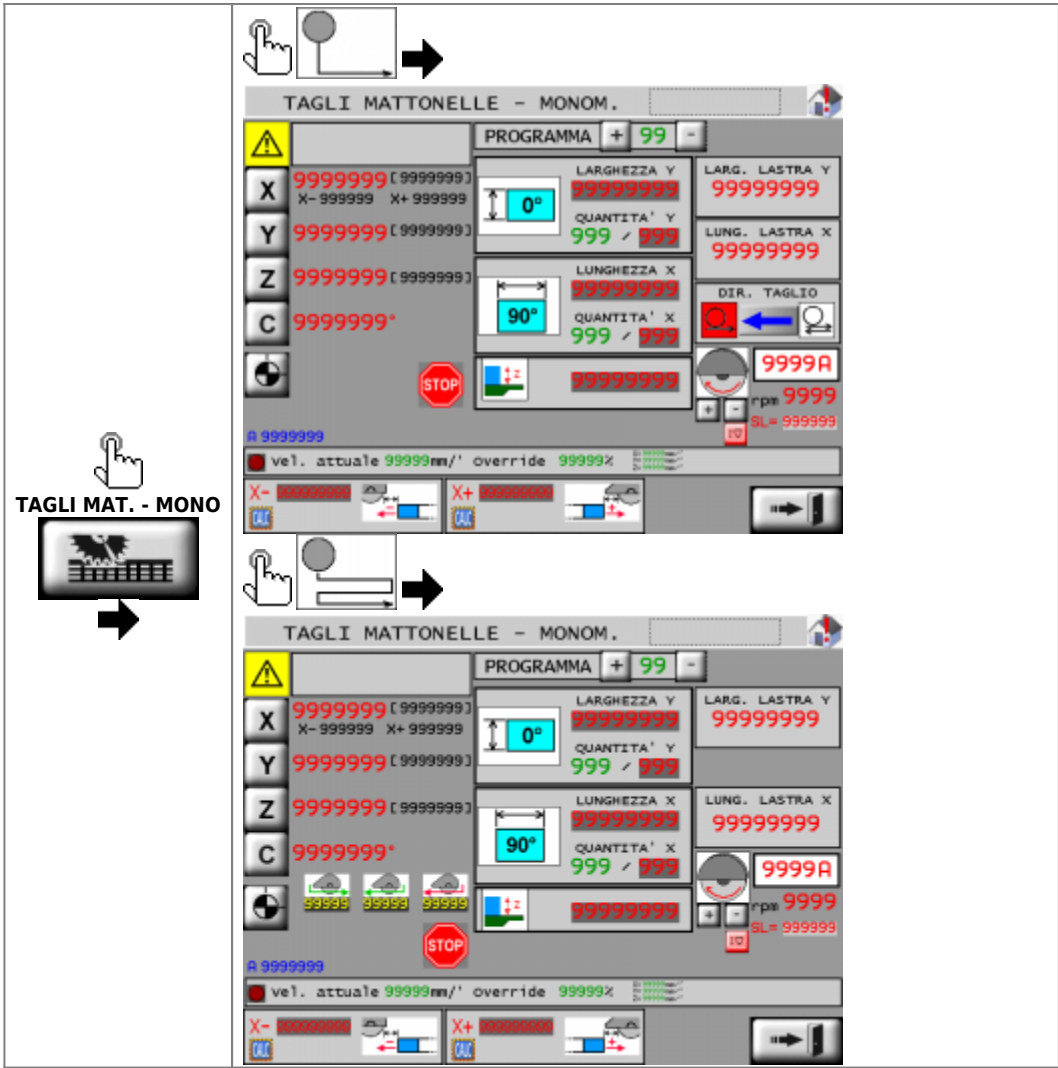 TAGLI MAT. - MONO
TAGLI MATTONELLE - MONOM.
PROGRAMMA + 99 -
X 9999999 [9999999]
X- 999999 X+ 999999
Y 9999999 [9999999]
Z 9999999 [9999999]
C 9999999°
STOP
A 9999999
0°
LARGHEZZA Y
99999999
QUANTITA' Y
999 / 999
90°
LUNGHEZZA X
99999999
QUANTITA' X
999 / 999
z
99999999
LARG. LASTRA Y
99999999
LUNG. LASTRA X
99999999
DIR. TAGLIO
9999A
+ -
rpm 9999
SL= 999999
vel. attuale 99999mm/' override 99999%
X-
CALC
X+
CALC
TAGLI MATTONELLE - MONOM.
PROGRAMMA + 99 -
X 9999999 [9999999]
X- 999999 X+ 999999
Y 9999999 [9999999]
Z 9999999 [9999999]
C 9999999°
99999 99999 99999
STOP
A 9999999
0°
LARGHEZZA Y
99999999
QUANTITA' Y
999 / 999
90°
LUNGHEZZA X
99999999
QUANTITA' X
999 / 999
z
99999999
LARG. LASTRA Y
99999999
LUNG. LASTRA X
99999999
9999A
+ -
rpm 9999
SL= 999999
vel. attuale 99999mm/' override 99999%
X-
CALC
X+
CALC